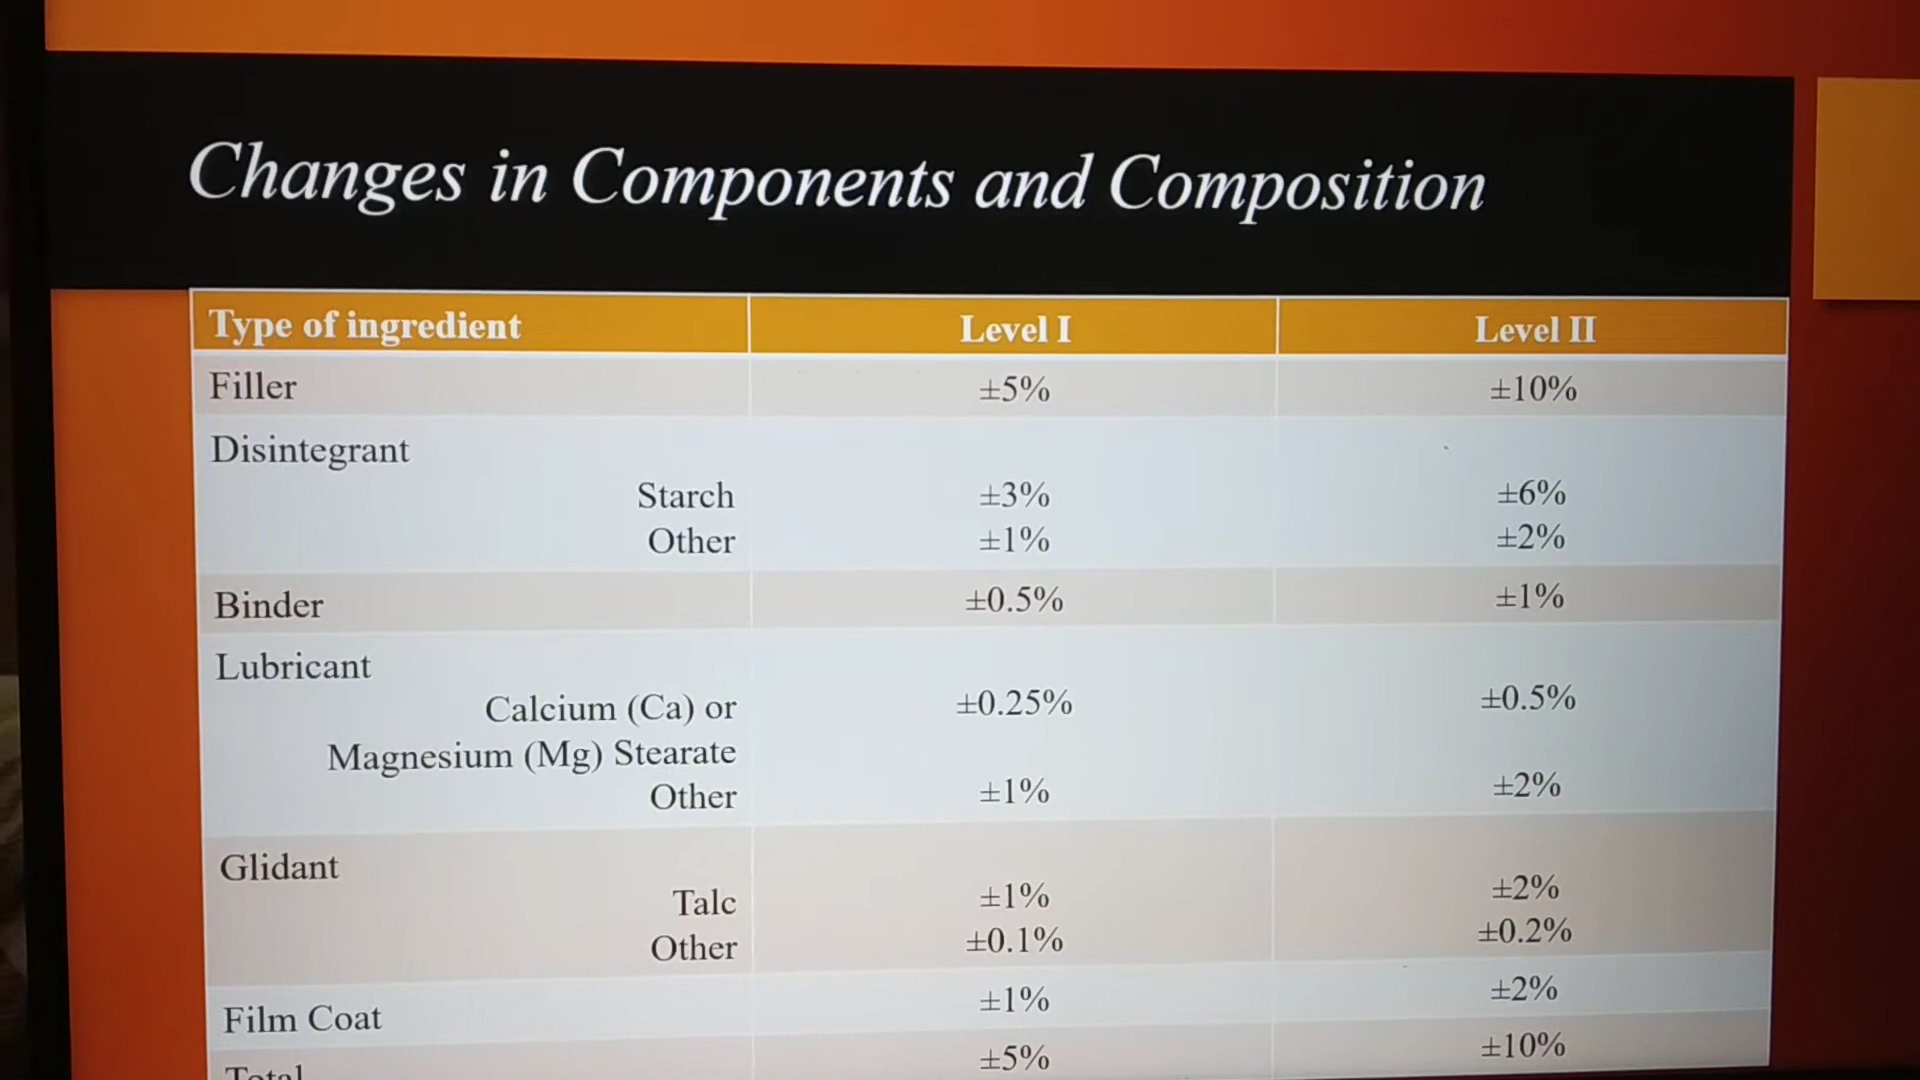 Changes in Components and Composition
Type of ingredient Level I Level II
Filler ±5% ±10%
Disintegrant
Starch ±3% ±6%
Other ±1% ±2%
Binder ±0.5% ±1%
Lubricant
Calcium (Ca) or ±0.25% ±0.5%
Magnesium (Mg) Stearate
Other ±1% ±2%
Glidant
Talc ±1% ±2%
Other ±0.1% ±0.2%
Film Coat ±1% ±2%
Total ±5% ±10%